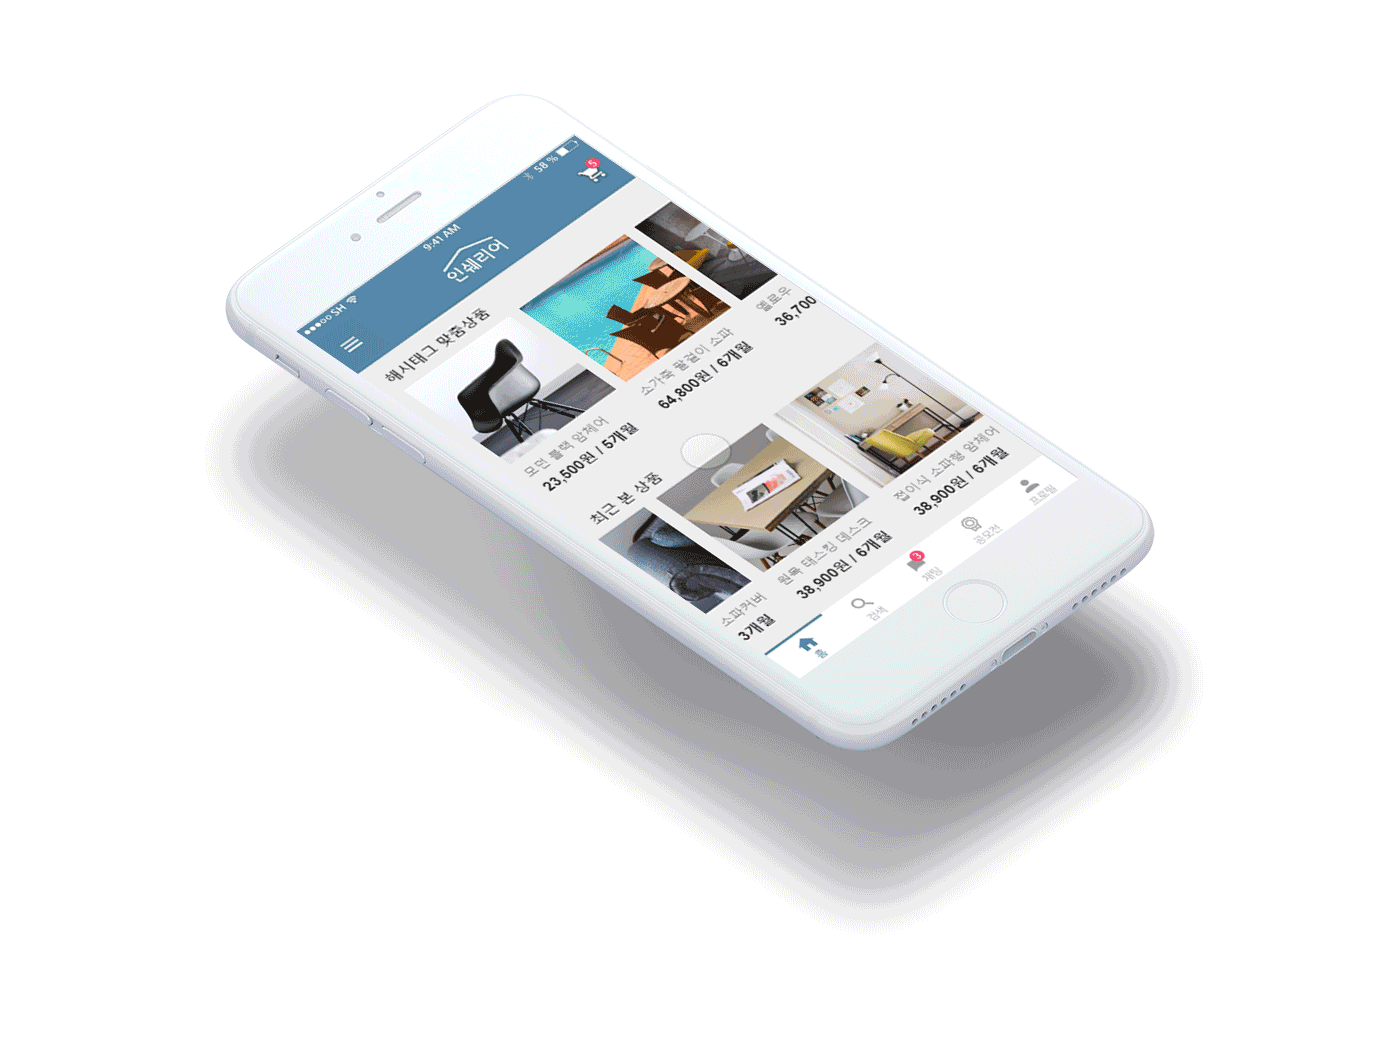 SH 9:41 AM 58 %
5
인쉐리어
해시태그 맞춤상품
모던 블랙 암체어
23,500원 / 5개월
소가죽 팔걸이 소파
64,800원 / 6개월
옐로우
36,700
최근 본 상품
소파커버
3개월
원목 태스킹 데스크
38,900원 / 6개월
접이식 소파형 암체어
38,900원 / 6개월
홈
검색
3
채팅
공모전
프로필